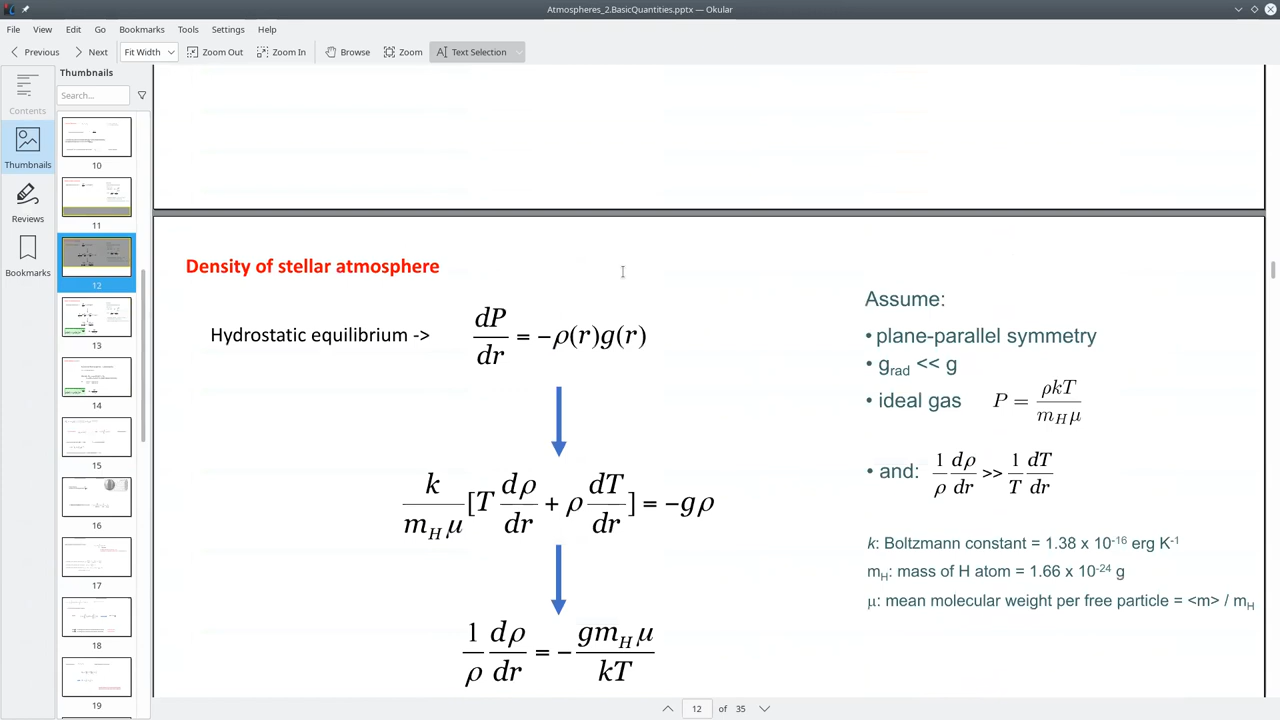 Atmospheres_2.BasicQuantities.pptx — Okular
File View Edit Go Bookmarks Tools Settings Help
Previous Next Fit Width Zoom Out Zoom In Browse Zoom Text Selection
Thumbnails
Search...
Contents
Thumbnails
Reviews
Bookmarks
10
11
12
13
14
15
16
17
18
19
Density of stellar atmosphere
Hydrostatic equilibrium -> dP/dr = −ρ(r)g(r)
k/(m_H μ) [T dρ/dr + ρ dT/dr] = −gρ
1/ρ dρ/dr = − g m_H μ / kT
Assume:
• plane-parallel symmetry
• g_rad << g
• ideal gas P = ρkT / m_H μ
• and: 1/ρ dρ/dr >> 1/T dT/dr
k: Boltzmann constant = 1.38 x 10^-16 erg K^-1
m_H: mass of H atom = 1.66 x 10^-24 g
μ: mean molecular weight per free particle = <m> / m_H
12 of 35